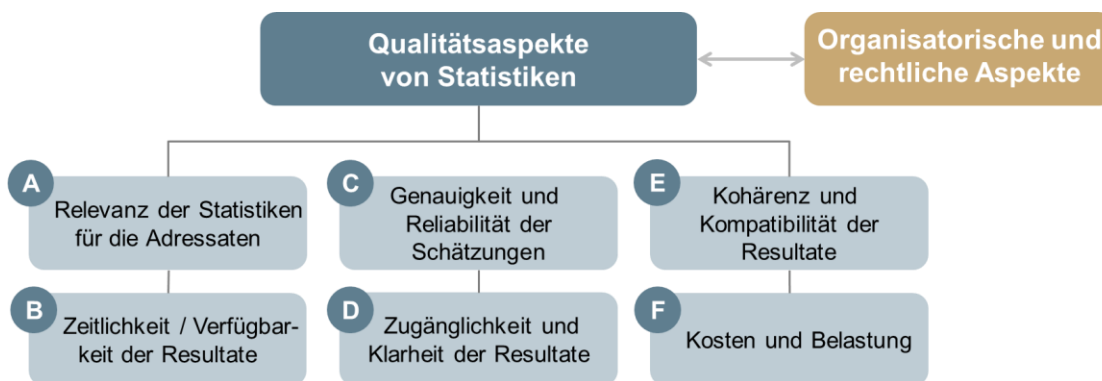 Qualitätsaspekte
von Statistiken
Organisatorische und
rechtliche Aspekte
A
Relevanz der Statistiken
für die Adressaten
B
Zeitlichkeit / Verfügbar-
keit der Resultate
C
Genauigkeit und
Reliabilität der
Schätzungen
D
Zugänglichkeit und
Klarheit der Resultate
E
Kohärenz und
Kompatibilität der
Resultate
F
Kosten und Belastung